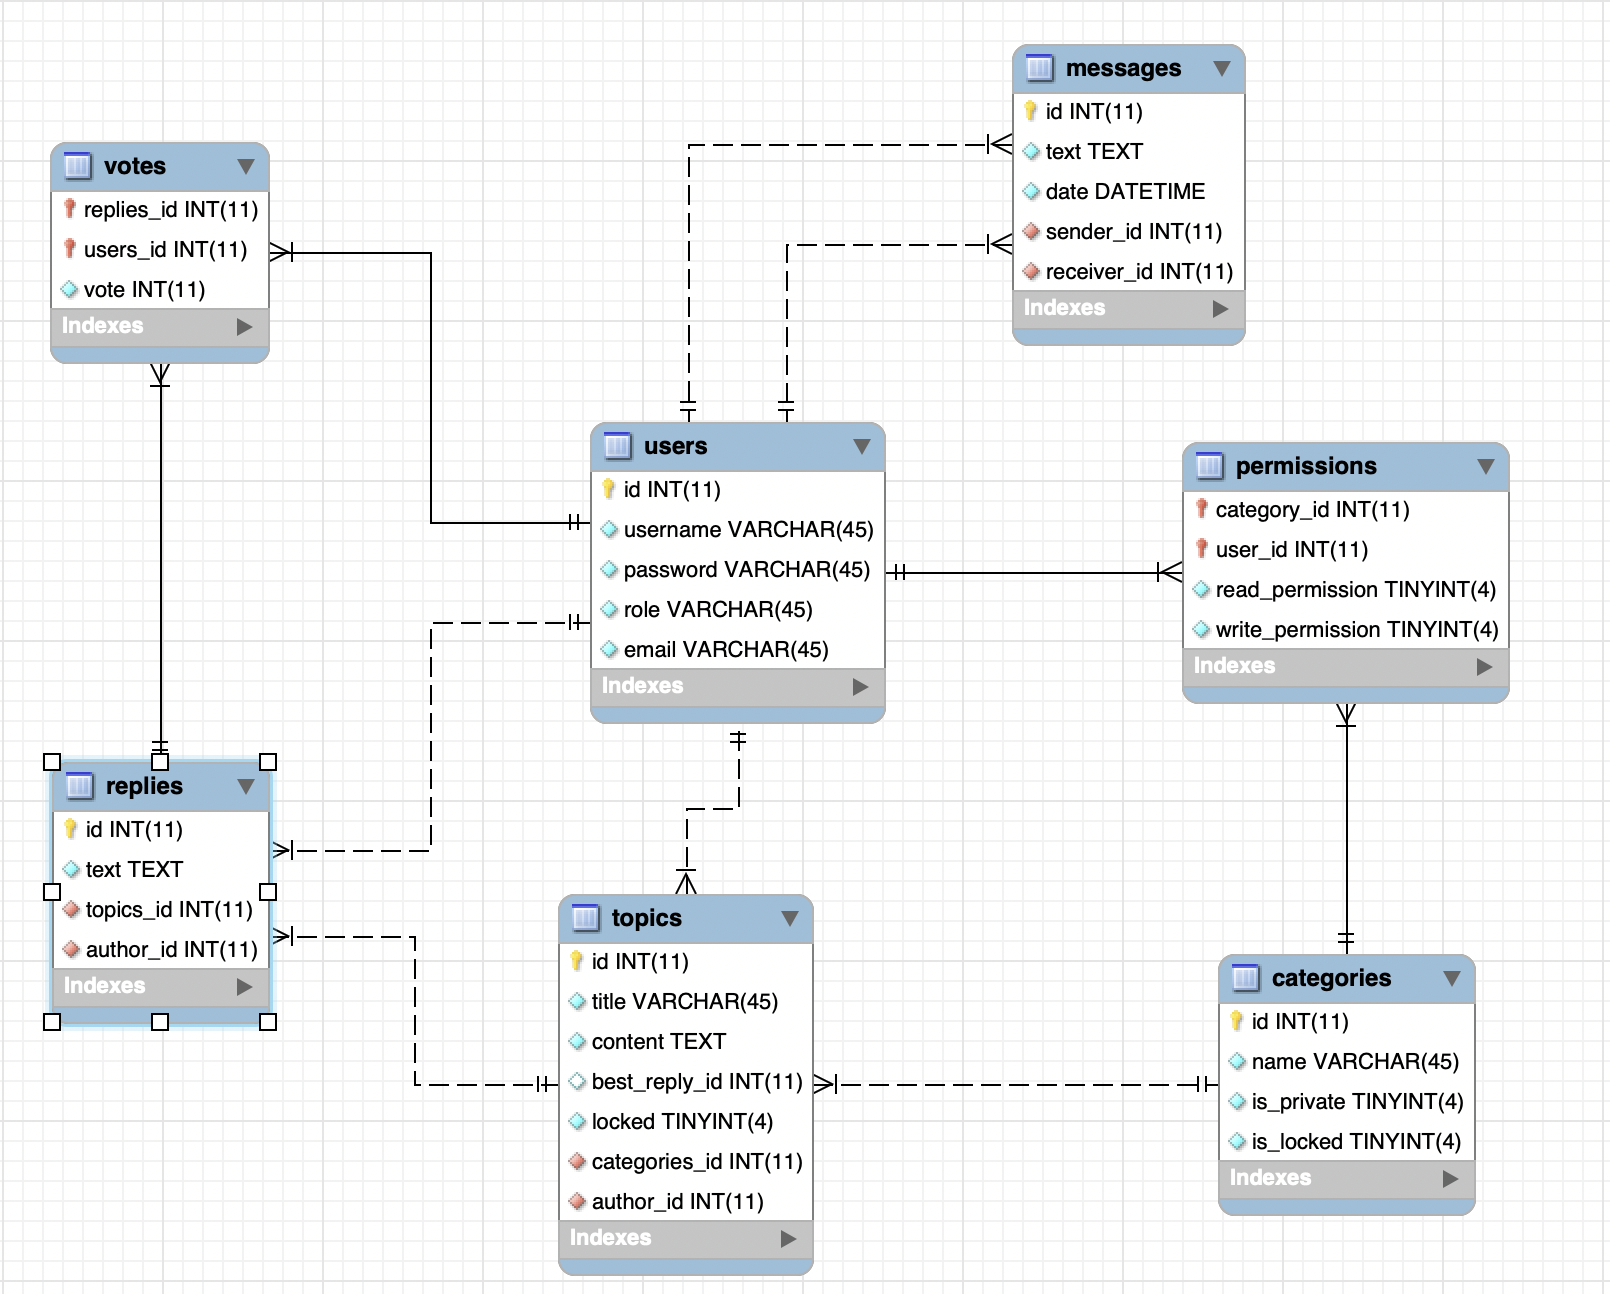 messages
id INT(11)
text TEXT
date DATETIME
sender_id INT(11)
receiver_id INT(11)
Indexes
votes
replies_id INT(11)
users_id INT(11)
vote INT(11)
Indexes
users
id INT(11)
username VARCHAR(45)
password VARCHAR(45)
role VARCHAR(45)
email VARCHAR(45)
Indexes
permissions
category_id INT(11)
user_id INT(11)
read_permission TINYINT(4)
write_permission TINYINT(4)
Indexes
replies
id INT(11)
text TEXT
topics_id INT(11)
author_id INT(11)
Indexes
topics
id INT(11)
title VARCHAR(45)
content TEXT
best_reply_id INT(11)
locked TINYINT(4)
categories_id INT(11)
author_id INT(11)
Indexes
categories
id INT(11)
name VARCHAR(45)
is_private TINYINT(4)
is_locked TINYINT(4)
Indexes